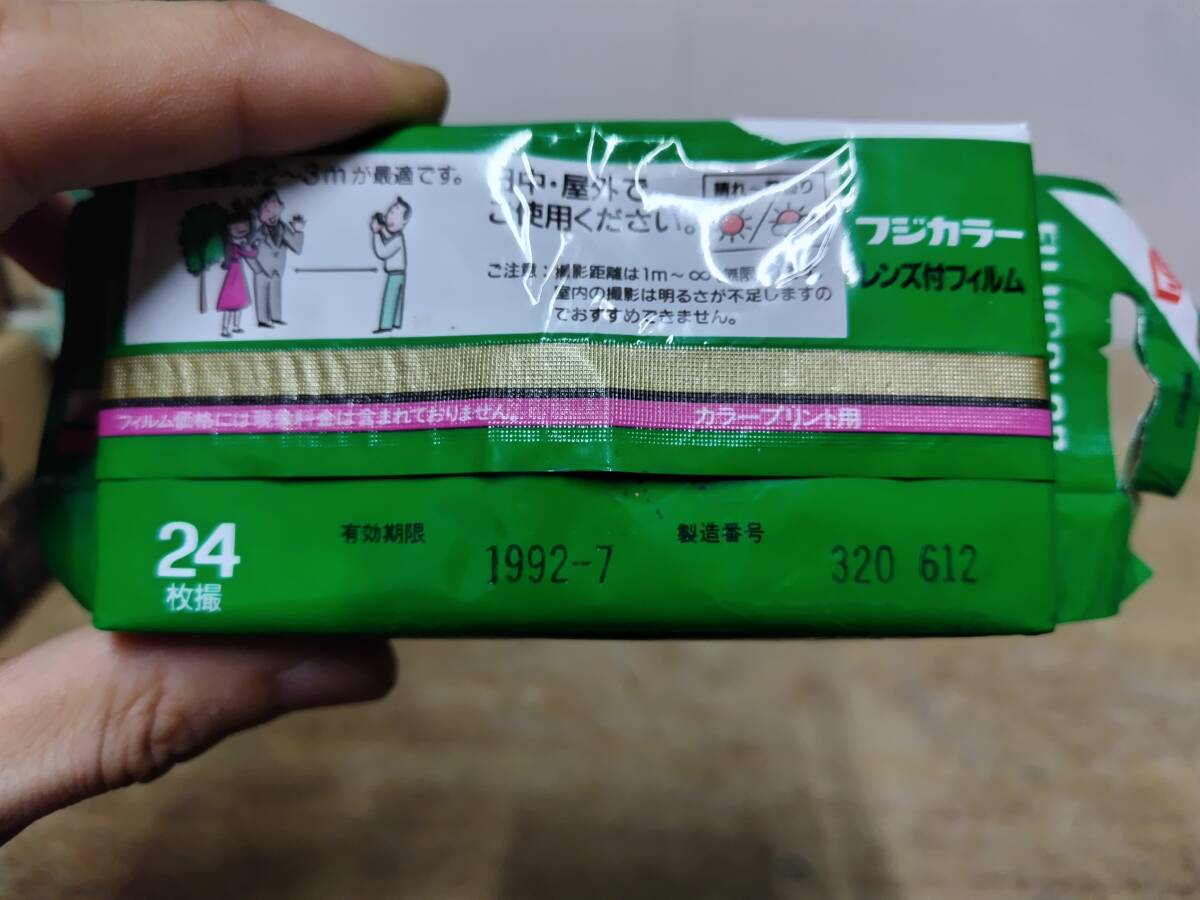 は2〜3mが最適です。
日中・屋外で
ご使用ください。
晴れ〜
ご注意：撮影距離は1m〜∞
室内の撮影は明るさが不足しますの
でおすすめできません。
フジカラー
レンズ付フィルム
フィルム価格には現像料金は含まれておりません。
カラープリント用
24
枚撮
有効期限
1992-7
製造番号
320 612